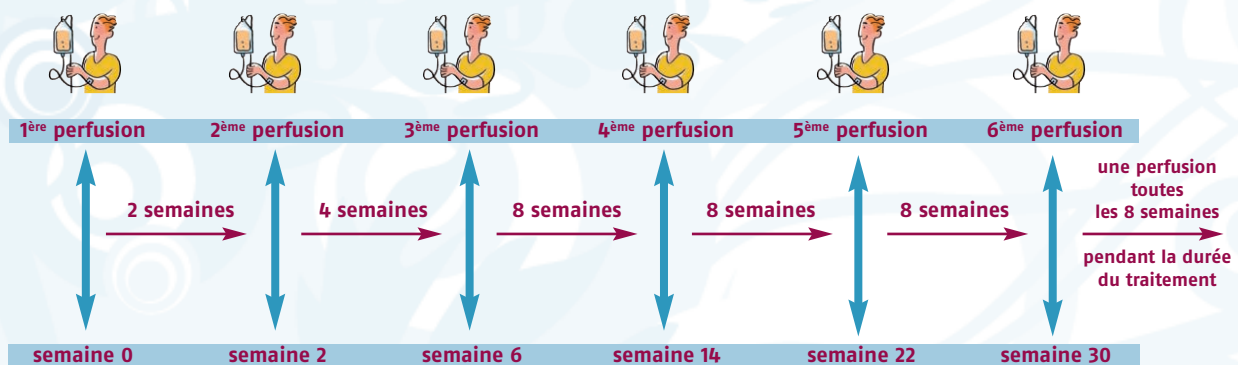 1ère perfusion 2ème perfusion 3ème perfusion 4ème perfusion 5ème perfusion 6ème perfusion
2 semaines 4 semaines 8 semaines 8 semaines 8 semaines
une perfusion
toutes
les 8 semaines
pendant la durée
du traitement
semaine 0 semaine 2 semaine 6 semaine 14 semaine 22 semaine 30